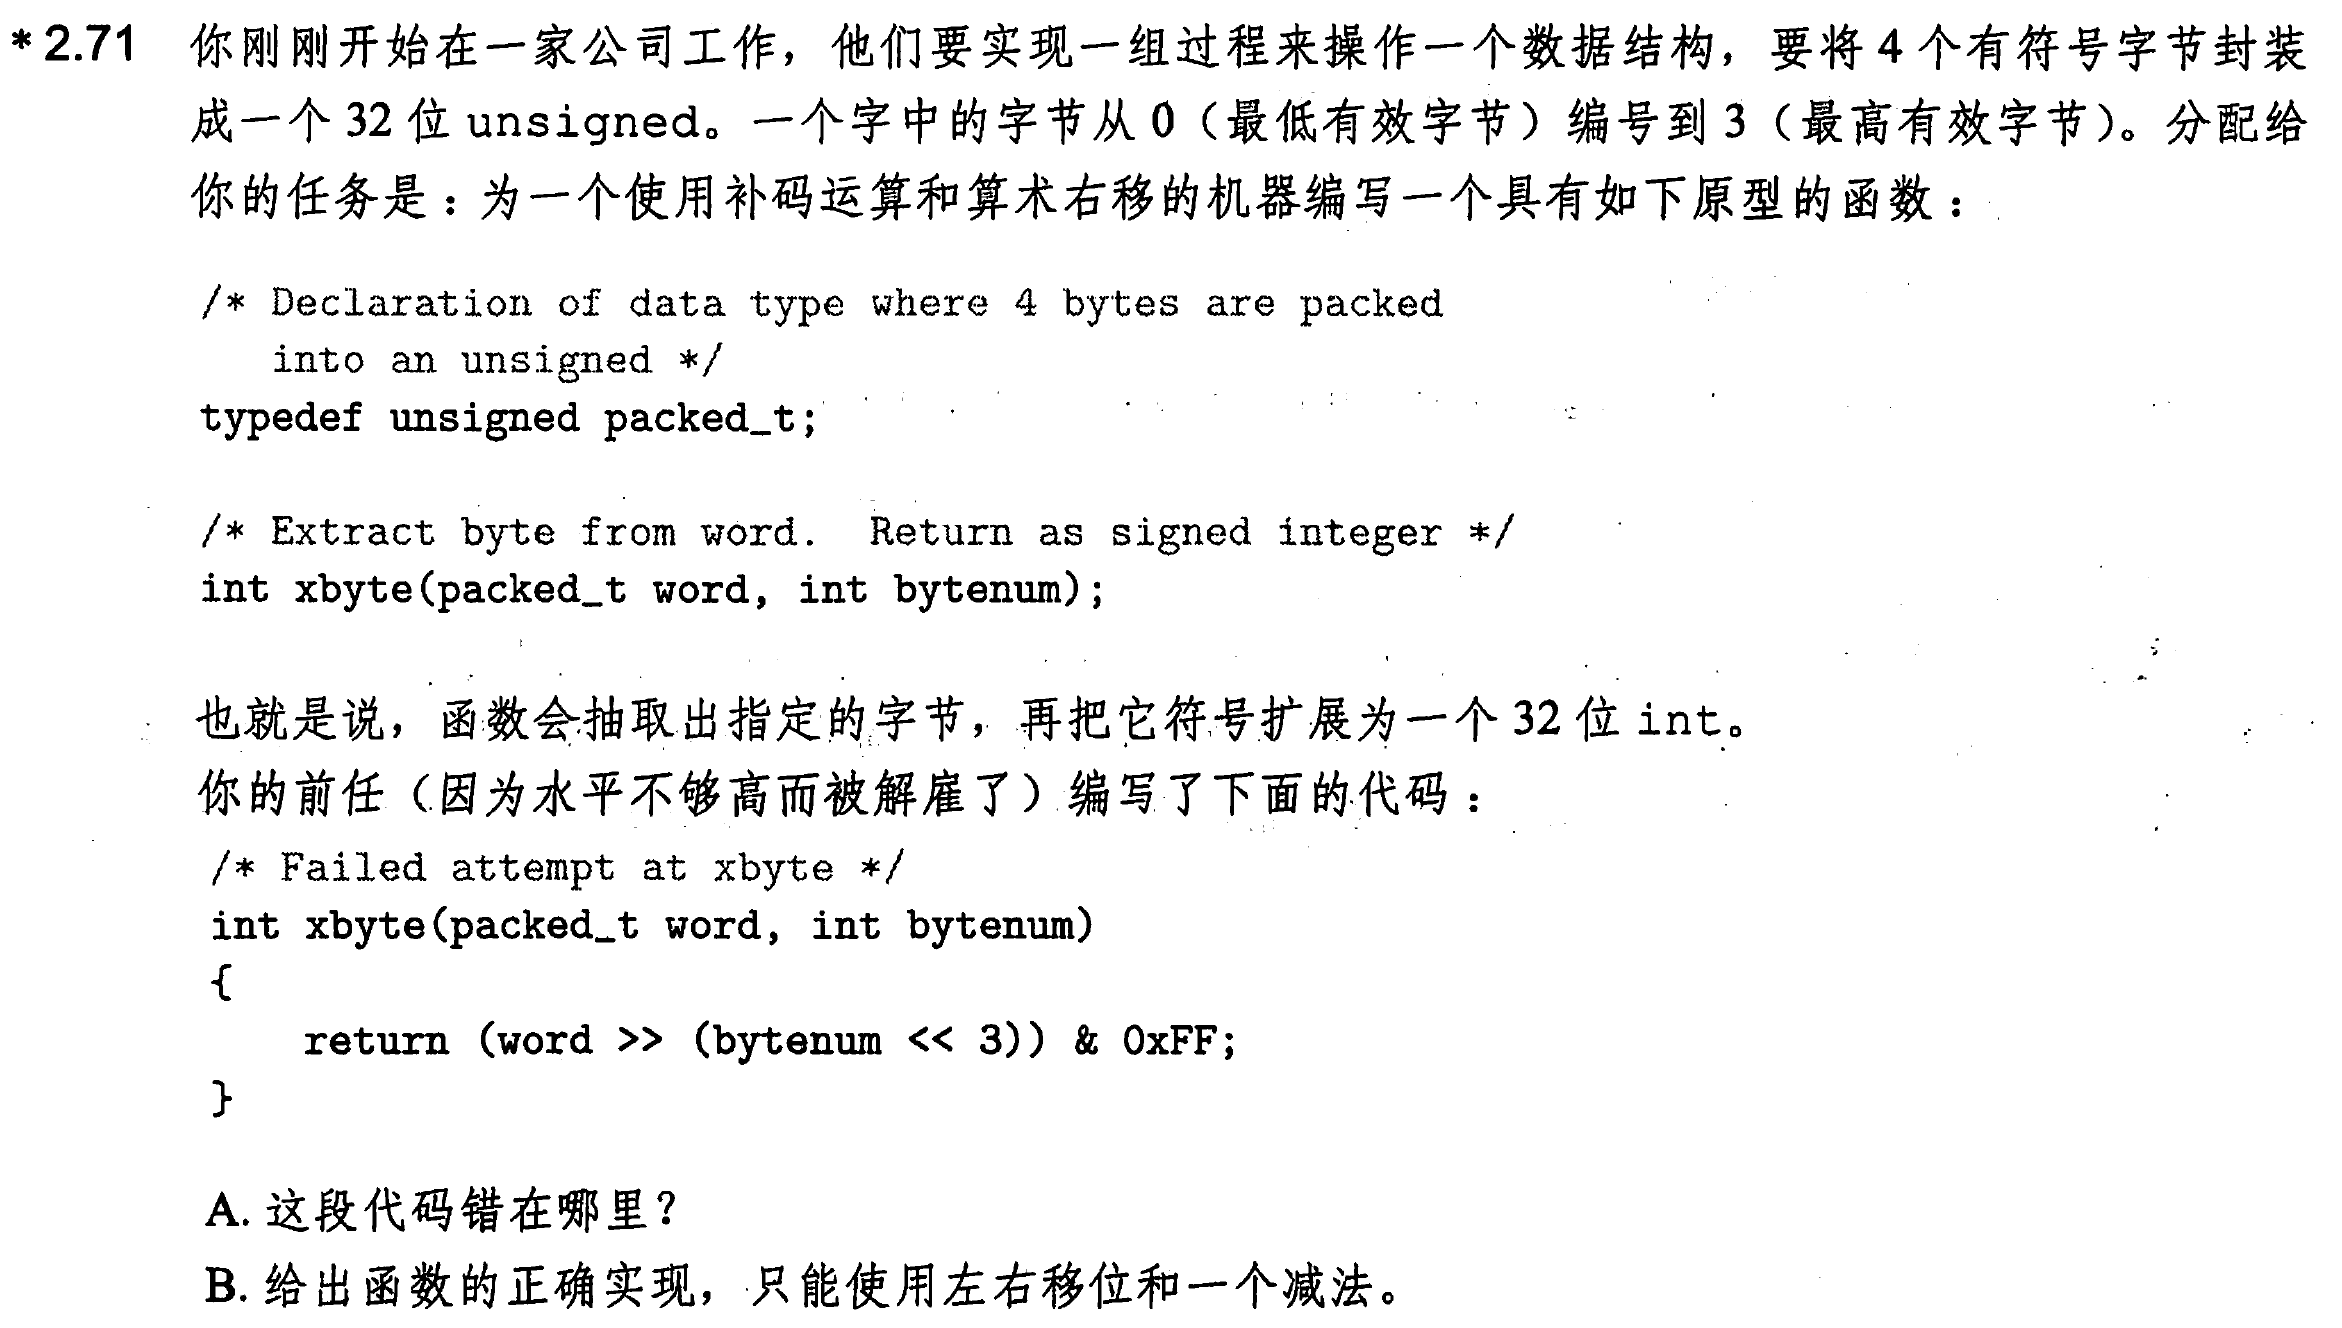 *2.71 你刚刚开始在一家公司工作，他们要实现一组过程来操作一个数据结构，要将 4 个有符号字节封装
成一个 32 位 unsigned。一个字中的字节从 0（最低有效字节）编号到 3（最高有效字节）。分配给
你的任务是：为一个使用补码运算和算术右移的机器编写一个具有如下原型的函数：
/* Declaration of data type where 4 bytes are packed
   into an unsigned */
typedef unsigned packed_t;
/* Extract byte from word.  Return as signed integer */
int xbyte(packed_t word, int bytenum);
也就是说，函数会抽取出指定的字节，再把它符号扩展为一个 32 位 int。
你的前任（因为水平不够高而被解雇了）编写了下面的代码：
/* Failed attempt at xbyte */
int xbyte(packed_t word, int bytenum)
{
    return (word >> (bytenum << 3)) & 0xFF;
}
A. 这段代码错在哪里？
B. 给出函数的正确实现，只能使用左右移位和一个减法。